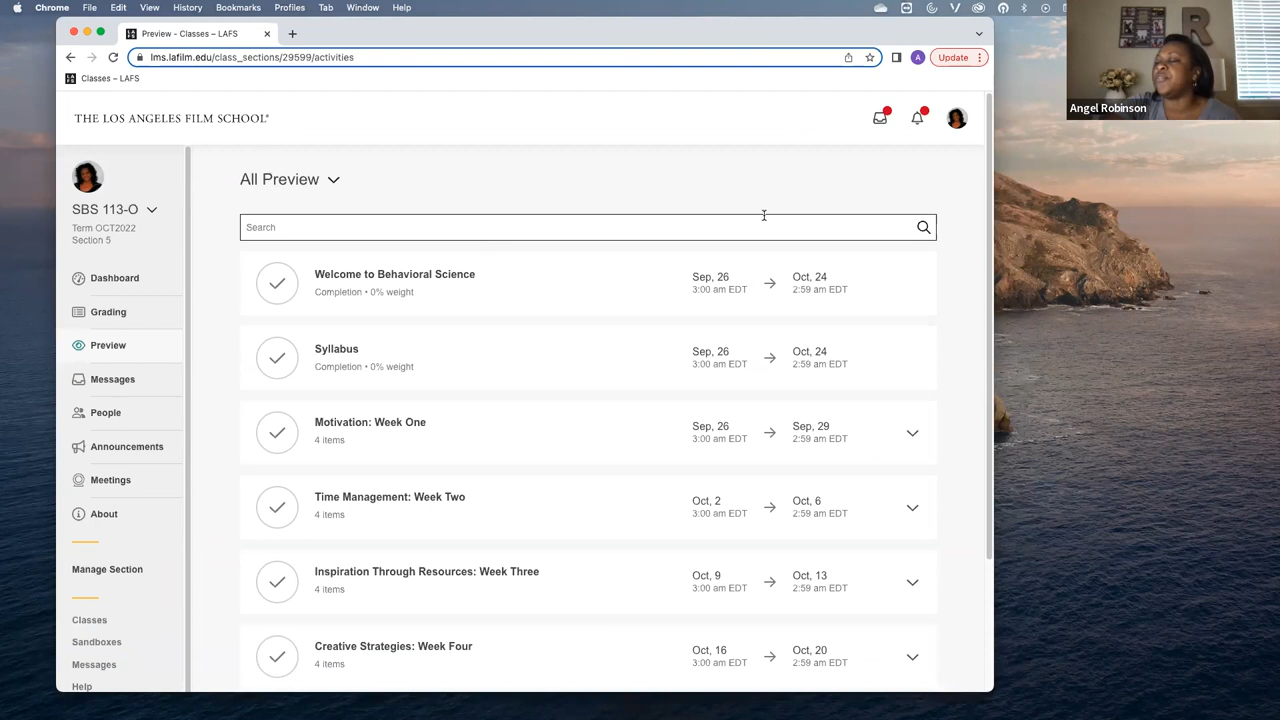 Chrome File Edit View History Bookmarks Profiles Tab Window Help
Preview - Classes – LAFS
lms.lafilm.edu/class_sections/29599/activities
A
Update
Classes – LAFS
THE LOS ANGELES FILM SCHOOL®
Angel Robinson
R
SBS 113-O
Term OCT2022
Section 5
Dashboard
Grading
Preview
Messages
People
Announcements
Meetings
About
Manage Section
Classes
Sandboxes
Messages
Help
All Preview
Search
Welcome to Behavioral Science
Completion • 0% weight
Sep, 26
3:00 am EDT
Oct, 24
2:59 am EDT
Syllabus
Completion • 0% weight
Sep, 26
3:00 am EDT
Oct, 24
2:59 am EDT
Motivation: Week One
4 items
Sep, 26
3:00 am EDT
Sep, 29
2:59 am EDT
Time Management: Week Two
4 items
Oct, 2
3:00 am EDT
Oct, 6
2:59 am EDT
Inspiration Through Resources: Week Three
4 items
Oct, 9
3:00 am EDT
Oct, 13
2:59 am EDT
Creative Strategies: Week Four
4 items
Oct, 16
3:00 am EDT
Oct, 20
2:59 am EDT